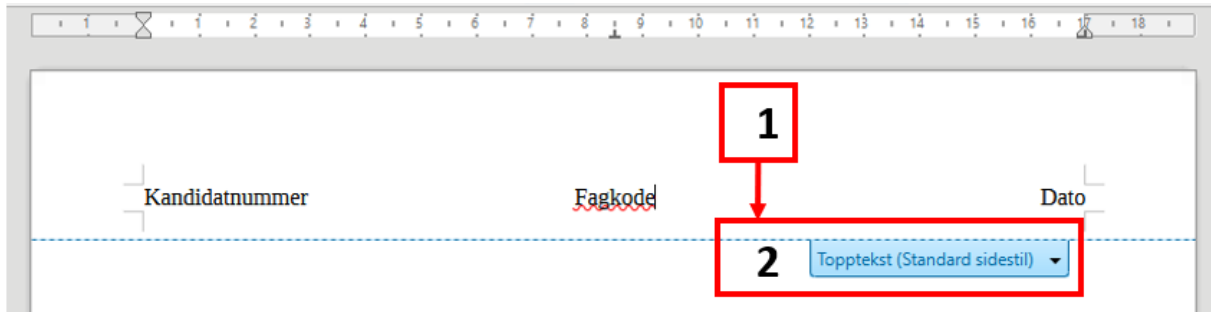 1 1 2 3 4 5 6 7 8 9 10 11 12 13 14 15 16 17 18
1
Kandidatnummer Fagkode Dato
2 Topptekst (Standard sidestil)